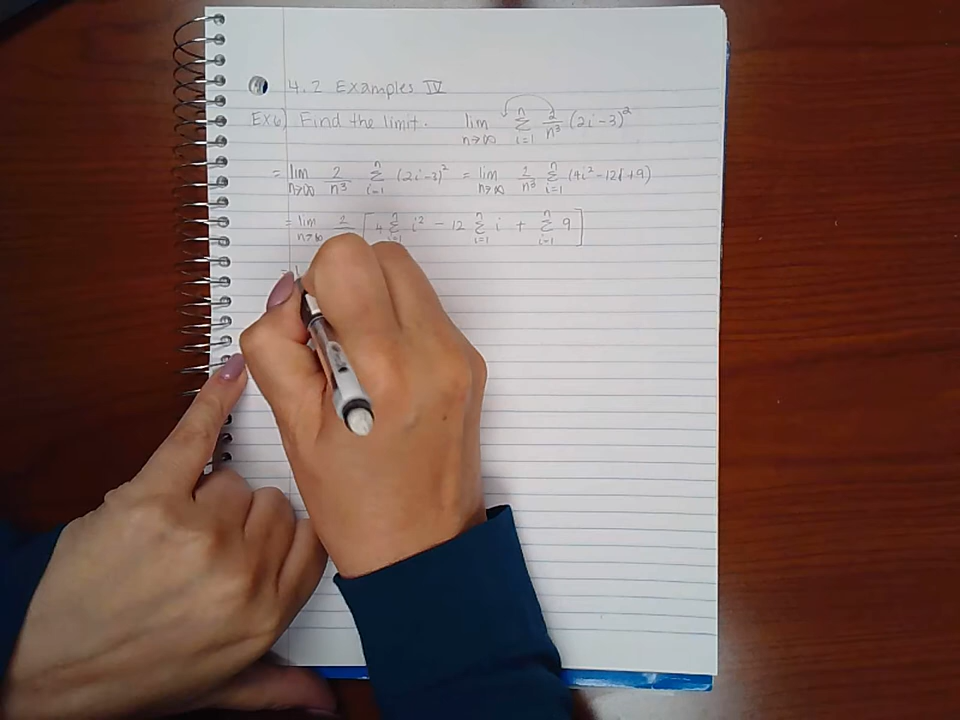 4.2 Examples IV
Ex6) Find the limit. lim n→∞ n Σ i=1 2/n³ (2i-3)²
= lim n→∞ 2/n³ n Σ i=1 (2i-3)² = lim n→∞ 2/n³ n Σ i=1 (4i²-12i+9)
= lim n→∞ 2 [4 n Σ i=1 i² - 12 n Σ i=1 i + n Σ i=1 9]
=